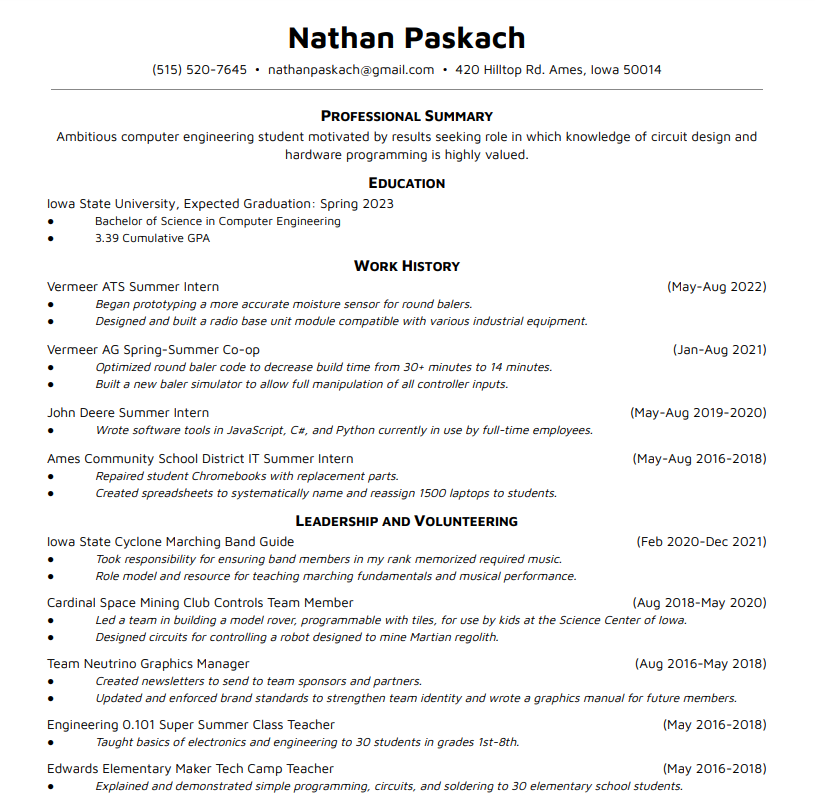 Nathan Paskach
(515) 520-7645 • nathanpaskach@gmail.com • 420 Hilltop Rd. Ames, Iowa 50014
PROFESSIONAL SUMMARY
Ambitious computer engineering student motivated by results seeking role in which knowledge of circuit design and
hardware programming is highly valued.
EDUCATION
Iowa State University, Expected Graduation: Spring 2023
● Bachelor of Science in Computer Engineering
● 3.39 Cumulative GPA
WORK HISTORY
Vermeer ATS Summer Intern (May-Aug 2022)
● Began prototyping a more accurate moisture sensor for round balers.
● Designed and built a radio base unit module compatible with various industrial equipment.
Vermeer AG Spring-Summer Co-op (Jan-Aug 2021)
● Optimized round baler code to decrease build time from 30+ minutes to 14 minutes.
● Built a new baler simulator to allow full manipulation of all controller inputs.
John Deere Summer Intern (May-Aug 2019-2020)
● Wrote software tools in JavaScript, C#, and Python currently in use by full-time employees.
Ames Community School District IT Summer Intern (May-Aug 2016-2018)
● Repaired student Chromebooks with replacement parts.
● Created spreadsheets to systematically name and reassign 1500 laptops to students.
LEADERSHIP AND VOLUNTEERING
Iowa State Cyclone Marching Band Guide (Feb 2020-Dec 2021)
● Took responsibility for ensuring band members in my rank memorized required music.
● Role model and resource for teaching marching fundamentals and musical performance.
Cardinal Space Mining Club Controls Team Member (Aug 2018-May 2020)
● Led a team in building a model rover, programmable with tiles, for use by kids at the Science Center of Iowa.
● Designed circuits for controlling a robot designed to mine Martian regolith.
Team Neutrino Graphics Manager (Aug 2016-May 2018)
● Created newsletters to send to team sponsors and partners.
● Updated and enforced brand standards to strengthen team identity and wrote a graphics manual for future members.
Engineering 0.101 Super Summer Class Teacher (May 2016-2018)
● Taught basics of electronics and engineering to 30 students in grades 1st-8th.
Edwards Elementary Maker Tech Camp Teacher (May 2016-2018)
● Explained and demonstrated simple programming, circuits, and soldering to 30 elementary school students.